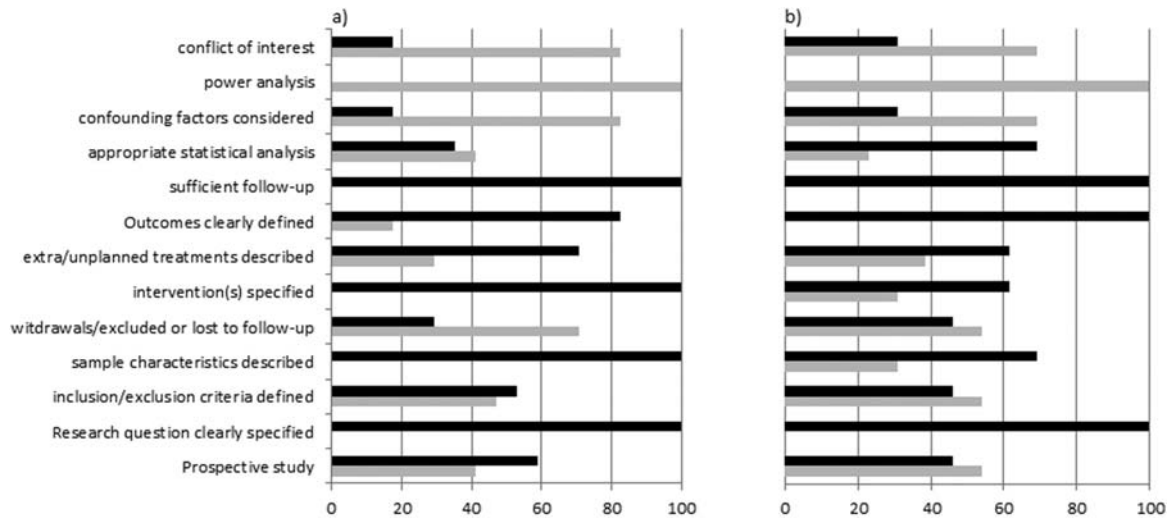 a)
b)
conflict of interest
power analysis
confounding factors considered
appropriate statistical analysis
sufficient follow-up
Outcomes clearly defined
extra/unplanned treatments described
intervention(s) specified
witdrawals/excluded or lost to follow-up
sample characteristics described
inclusion/exclusion criteria defined
Research question clearly specified
Prospective study
0 20 40 60 80 100
0 20 40 60 80 100